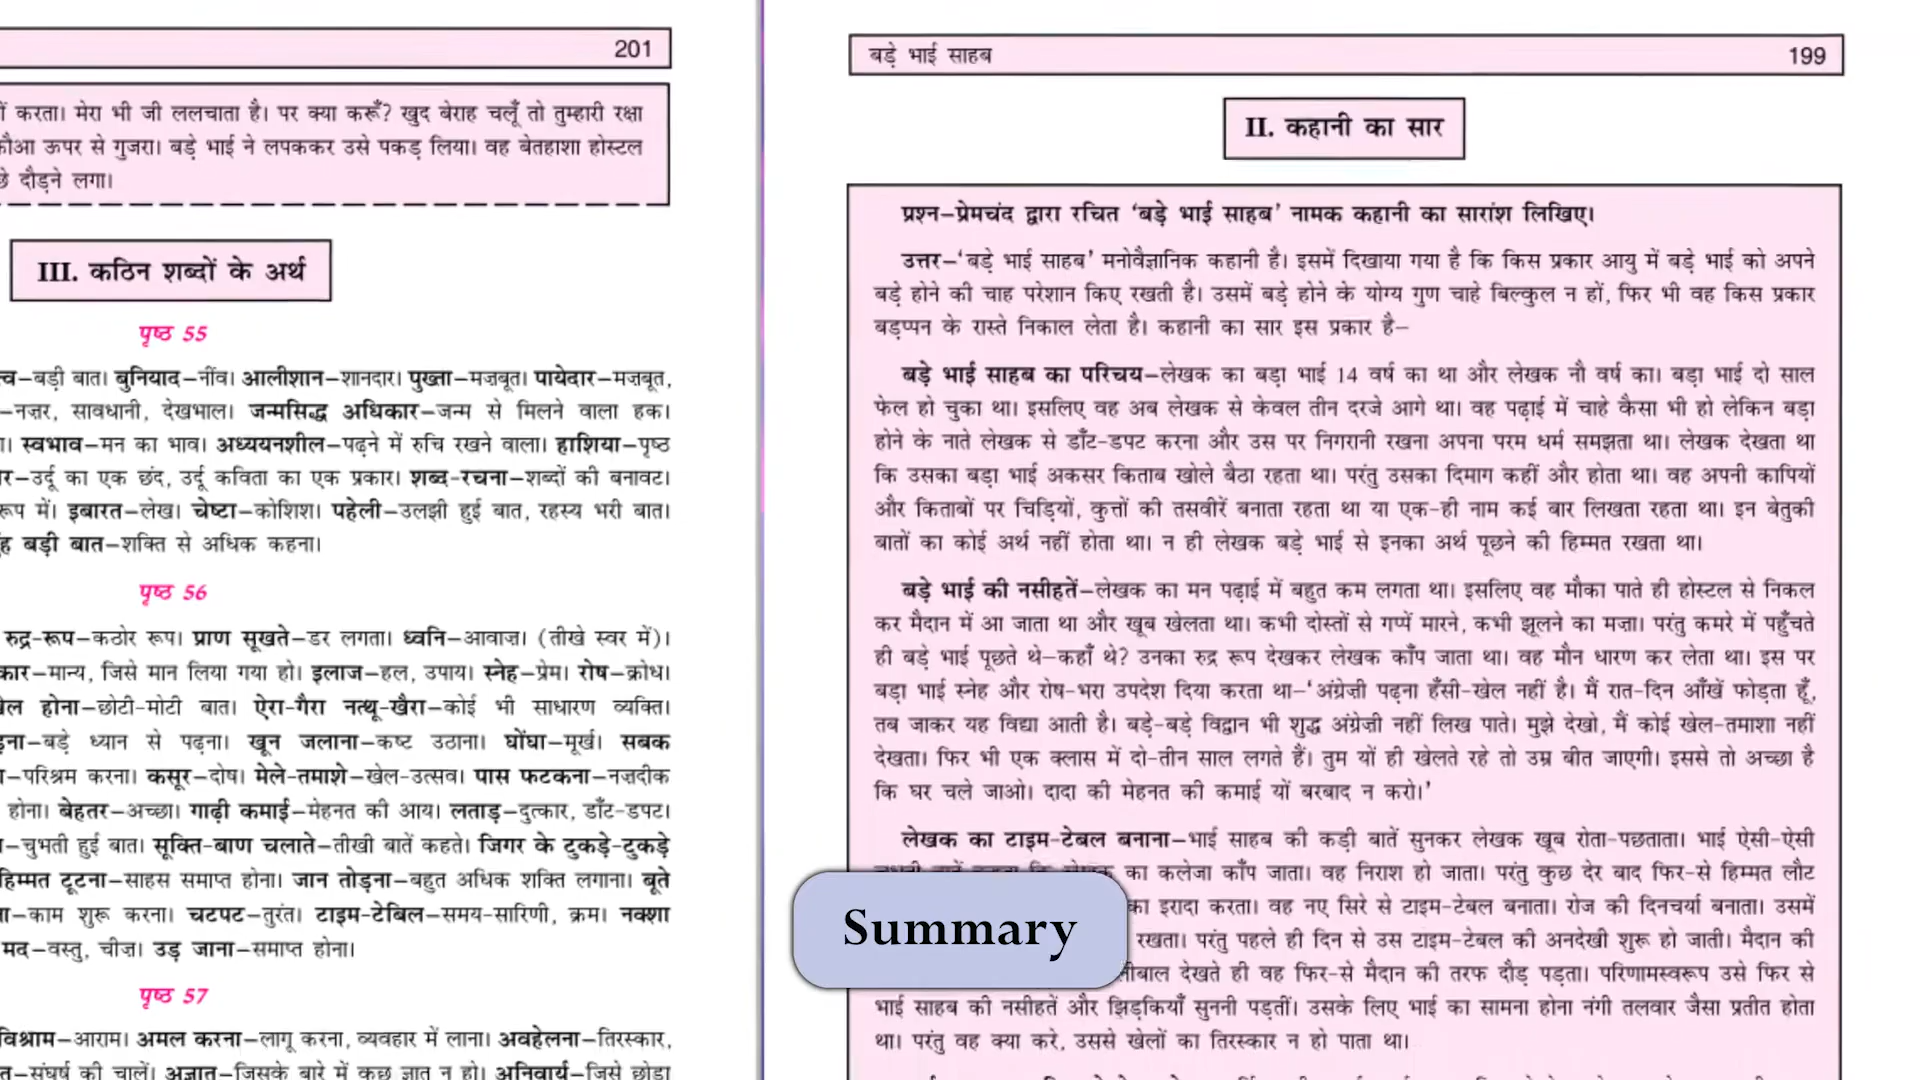 201
करता। मेरा भी जी ललचाता है। पर क्या करूँ? खुद बेराह चलूँ तो तुम्हारी रक्षा
ऊपर से गुजरा। बड़े भाई ने लपककर उसे पकड़ लिया। वह बेतहाशा होस्टल
दौड़ने लगा।
III. कठिन शब्दों के अर्थ
पृष्ठ 55
–बड़ी बात। बुनियाद–नींव। आलीशान–शानदार। पुख्ता–मज़बूत। पायेदार–मज़बूत,
–नज़र, सावधानी, देखभाल। जन्मसिद्ध अधिकार–जन्म से मिलने वाला हक।
स्वभाव–मन का भाव। अध्ययनशील–पढ़ने में रुचि रखने वाला। हाशिया–पृष्ठ
–उर्दू का एक छंद, उर्दू कविता का एक प्रकार। शब्द-रचना–शब्दों की बनावट।
में। इबारत–लेख। चेष्टा–कोशिश। पहेली–उलझी हुई बात, रहस्य भरी बात।
बड़ी बात–शक्ति से अधिक कहना।
पृष्ठ 56
रुद्र-रूप–कठोर रूप। प्राण सूखते–डर लगता। ध्वनि–आवाज़। (तीखे स्वर में)।
–मान्य, जिसे मान लिया गया हो। इलाज–हल, उपाय। स्नेह–प्रेम। रोष–क्रोध।
होना–छोटी-मोटी बात। ऐरा-गैरा नत्थू-खैरा–कोई भी साधारण व्यक्ति।
–बड़े ध्यान से पढ़ना। खून जलाना–कष्ट उठाना। घोंघा–मूर्ख। सबक
–परिश्रम करना। कसूर–दोष। मेले-तमाशे–खेल-उत्सव। पास फटकना–नज़दीक
होना। बेहतर–अच्छा। गाढ़ी कमाई–मेहनत की आय। लताड़–दुत्कार, डाँट-डपट।
–चुभती हुई बात। सूक्ति-बाण चलाते–तीखी बातें कहते। जिगर के टुकड़े-टुकड़े
हिम्मत टूटना–साहस समाप्त होना। जान तोड़ना–बहुत अधिक शक्ति लगाना। बूते
–काम शुरू करना। चटपट–तुरंत। टाइम-टेबिल–समय-सारिणी, क्रम। नक्शा
मद–वस्तु, चीज़। उड़ जाना–समाप्त होना।
पृष्ठ 57
विश्राम–आराम। अमल करना–लागू करना, व्यवहार में लाना। अवहेलना–तिरस्कार,
–संघर्ष की चालें। अज्ञात–जिसके बारे में कुछ ज्ञात न हो। अनिवार्य–जिसे छोड़ा
बड़े भाई साहब 199
II. कहानी का सार
प्रश्न–प्रेमचंद द्वारा रचित ‘बड़े भाई साहब’ नामक कहानी का सारांश लिखिए।
उत्तर–‘बड़े भाई साहब’ मनोवैज्ञानिक कहानी है। इसमें दिखाया गया है कि किस प्रकार आयु में बड़े भाई को अपने
बड़े होने की चाह परेशान किए रखती है। उसमें बड़े होने के योग्य गुण चाहे बिल्कुल न हों, फिर भी वह किस प्रकार
बड़प्पन के रास्ते निकाल लेता है। कहानी का सार इस प्रकार है–
बड़े भाई साहब का परिचय–लेखक का बड़ा भाई 14 वर्ष का था और लेखक नौ वर्ष का। बड़ा भाई दो साल
फेल हो चुका था। इसलिए वह अब लेखक से केवल तीन दरजे आगे था। वह पढ़ाई में चाहे कैसा भी हो लेकिन बड़ा
होने के नाते लेखक से डाँट-डपट करना और उस पर निगरानी रखना अपना परम धर्म समझता था। लेखक देखता था
कि उसका बड़ा भाई अकसर किताब खोले बैठा रहता था। परंतु उसका दिमाग कहीं और होता था। वह अपनी कापियों
और किताबों पर चिड़ियों, कुत्तों की तसवीरें बनाता रहता था या एक-ही नाम कई बार लिखता रहता था। इन बेतुकी
बातों का कोई अर्थ नहीं होता था। न ही लेखक बड़े भाई से इनका अर्थ पूछने की हिम्मत रखता था।
बड़े भाई की नसीहतें–लेखक का मन पढ़ाई में बहुत कम लगता था। इसलिए वह मौका पाते ही होस्टल से निकल
कर मैदान में आ जाता था और खूब खेलता था। कभी दोस्तों से गप्पें मारने, कभी झूलने का मज़ा। परंतु कमरे में पहुँचते
ही बड़े भाई पूछते थे–कहाँ थे? उनका रुद्र रूप देखकर लेखक काँप जाता था। वह मौन धारण कर लेता था। इस पर
बड़ा भाई स्नेह और रोष-भरा उपदेश दिया करता था–‘अंग्रेज़ी पढ़ना हँसी-खेल नहीं है। मैं रात-दिन आँखें फोड़ता हूँ,
तब जाकर यह विद्या आती है। बड़े-बड़े विद्वान भी शुद्ध अंग्रेज़ी नहीं लिख पाते। मुझे देखो, मैं कोई खेल-तमाशा नहीं
देखता। फिर भी एक क्लास में दो-तीन साल लगते हैं। तुम यों ही खेलते रहे तो उम्र बीत जाएगी। इससे तो अच्छा है
कि घर चले जाओ। दादा की मेहनत की कमाई यों बरबाद न करो।’
लेखक का टाइम-टेबल बनाना–भाई साहब की कड़ी बातें सुनकर लेखक खूब रोता-पछताता। भाई ऐसी-ऐसी
का कलेजा काँप जाता। वह निराश हो जाता। परंतु कुछ देर बाद फिर-से हिम्मत लौट
का इरादा करता। वह नए सिरे से टाइम-टेबल बनाता। रोज की दिनचर्या बनाता। उसमें
रखता। परंतु पहले ही दिन से उस टाइम-टेबल की अनदेखी शुरू हो जाती। मैदान की
देखते ही वह फिर-से मैदान की तरफ दौड़ पड़ता। परिणामस्वरूप उसे फिर से
भाई साहब की नसीहतें और झिड़कियाँ सुननी पड़तीं। उसके लिए भाई का सामना होना नंगी तलवार जैसा प्रतीत होता
था। परंतु वह क्या करे, उससे खेलों का तिरस्कार न हो पाता था।
Summary